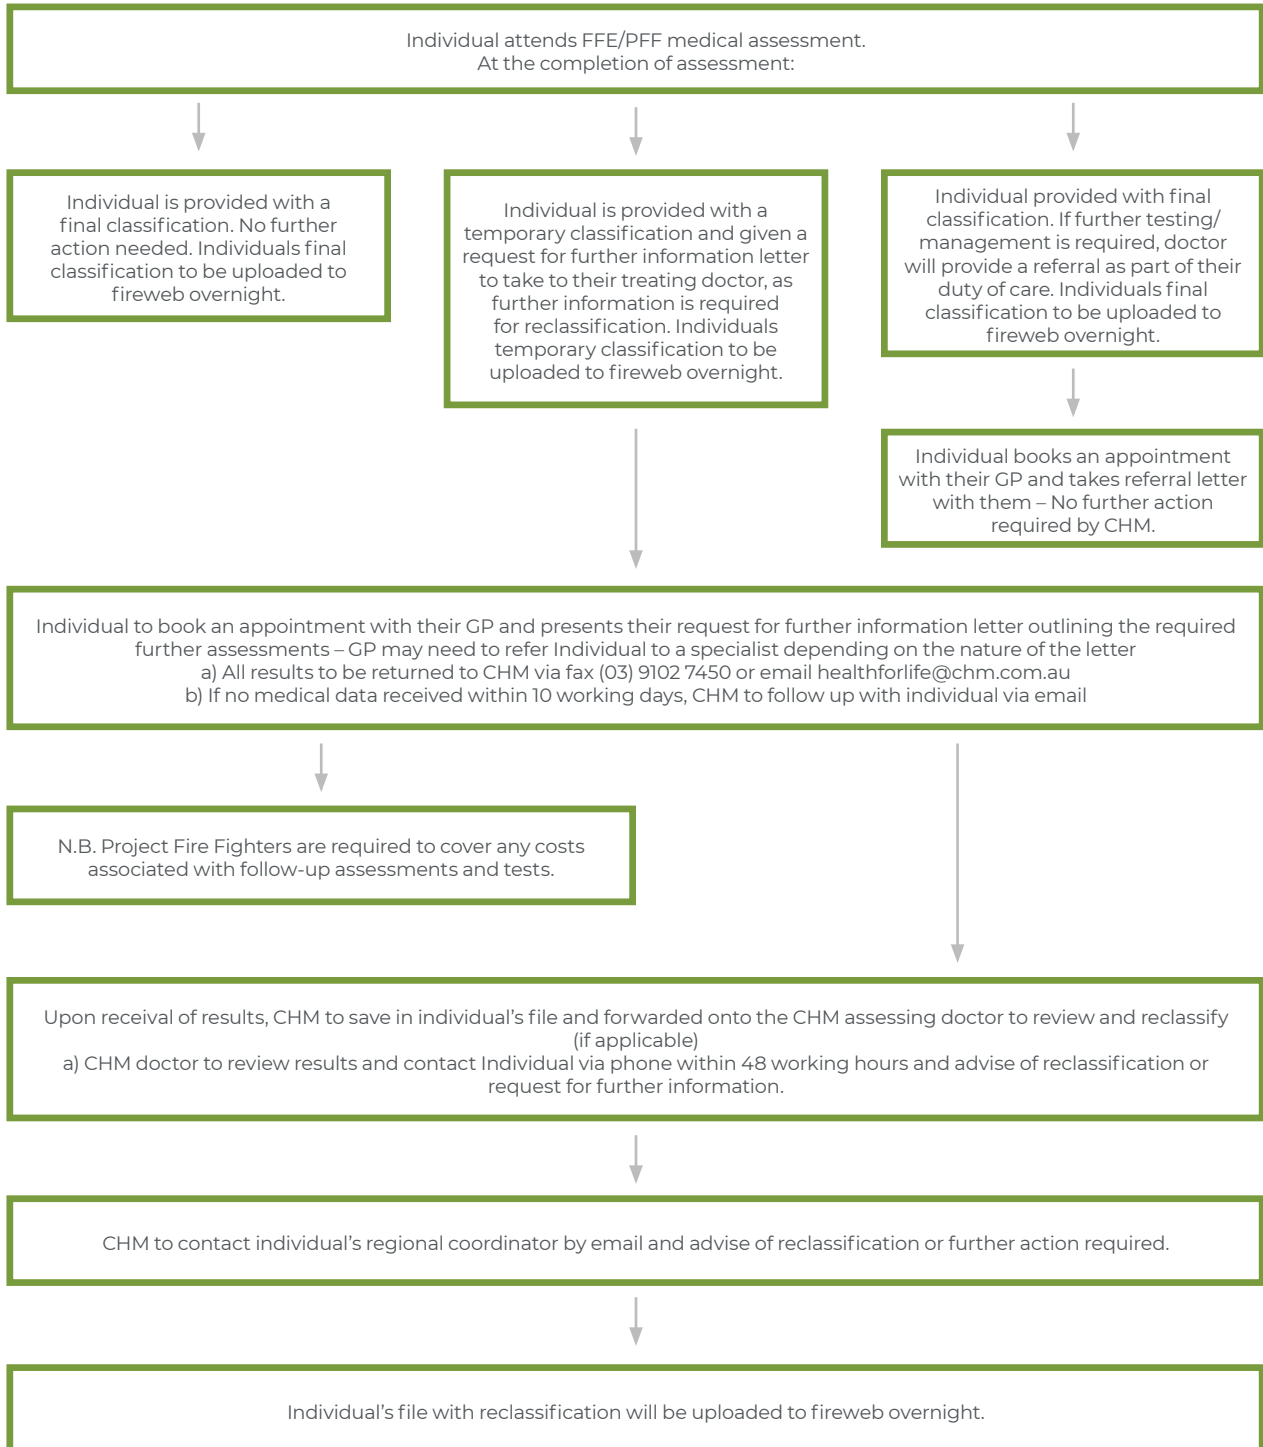 Individual attends FFE/PFF medical assessment.
At the completion of assessment:
Individual is provided with a
final classification. No further
action needed. Individuals final
classification to be uploaded to
fireweb overnight.
Individual is provided with a
temporary classification and given a
request for further information letter
to take to their treating doctor, as
further information is required
for reclassification. Individuals
temporary classification to be
uploaded to fireweb overnight.
Individual provided with final
classification. If further testing/
management is required, doctor
will provide a referral as part of their
duty of care. Individuals final
classification to be uploaded to
fireweb overnight.
Individual books an appointment
with their GP and takes referral letter
with them – No further action
required by CHM.
Individual to book an appointment with their GP and presents their request for further information letter outlining the required
further assessments – GP may need to refer Individual to a specialist depending on the nature of the letter
a) All results to be returned to CHM via fax (03) 9102 7450 or email healthforlife@chm.com.au
b) If no medical data received within 10 working days, CHM to follow up with individual via email
N.B. Project Fire Fighters are required to cover any costs
associated with follow-up assessments and tests.
Upon receival of results, CHM to save in individual's file and forwarded onto the CHM assessing doctor to review and reclassify
(if applicable)
a) CHM doctor to review results and contact Individual via phone within 48 working hours and advise of reclassification or
request for further information.
CHM to contact individual's regional coordinator by email and advise of reclassification or further action required.
Individual's file with reclassification will be uploaded to fireweb overnight.